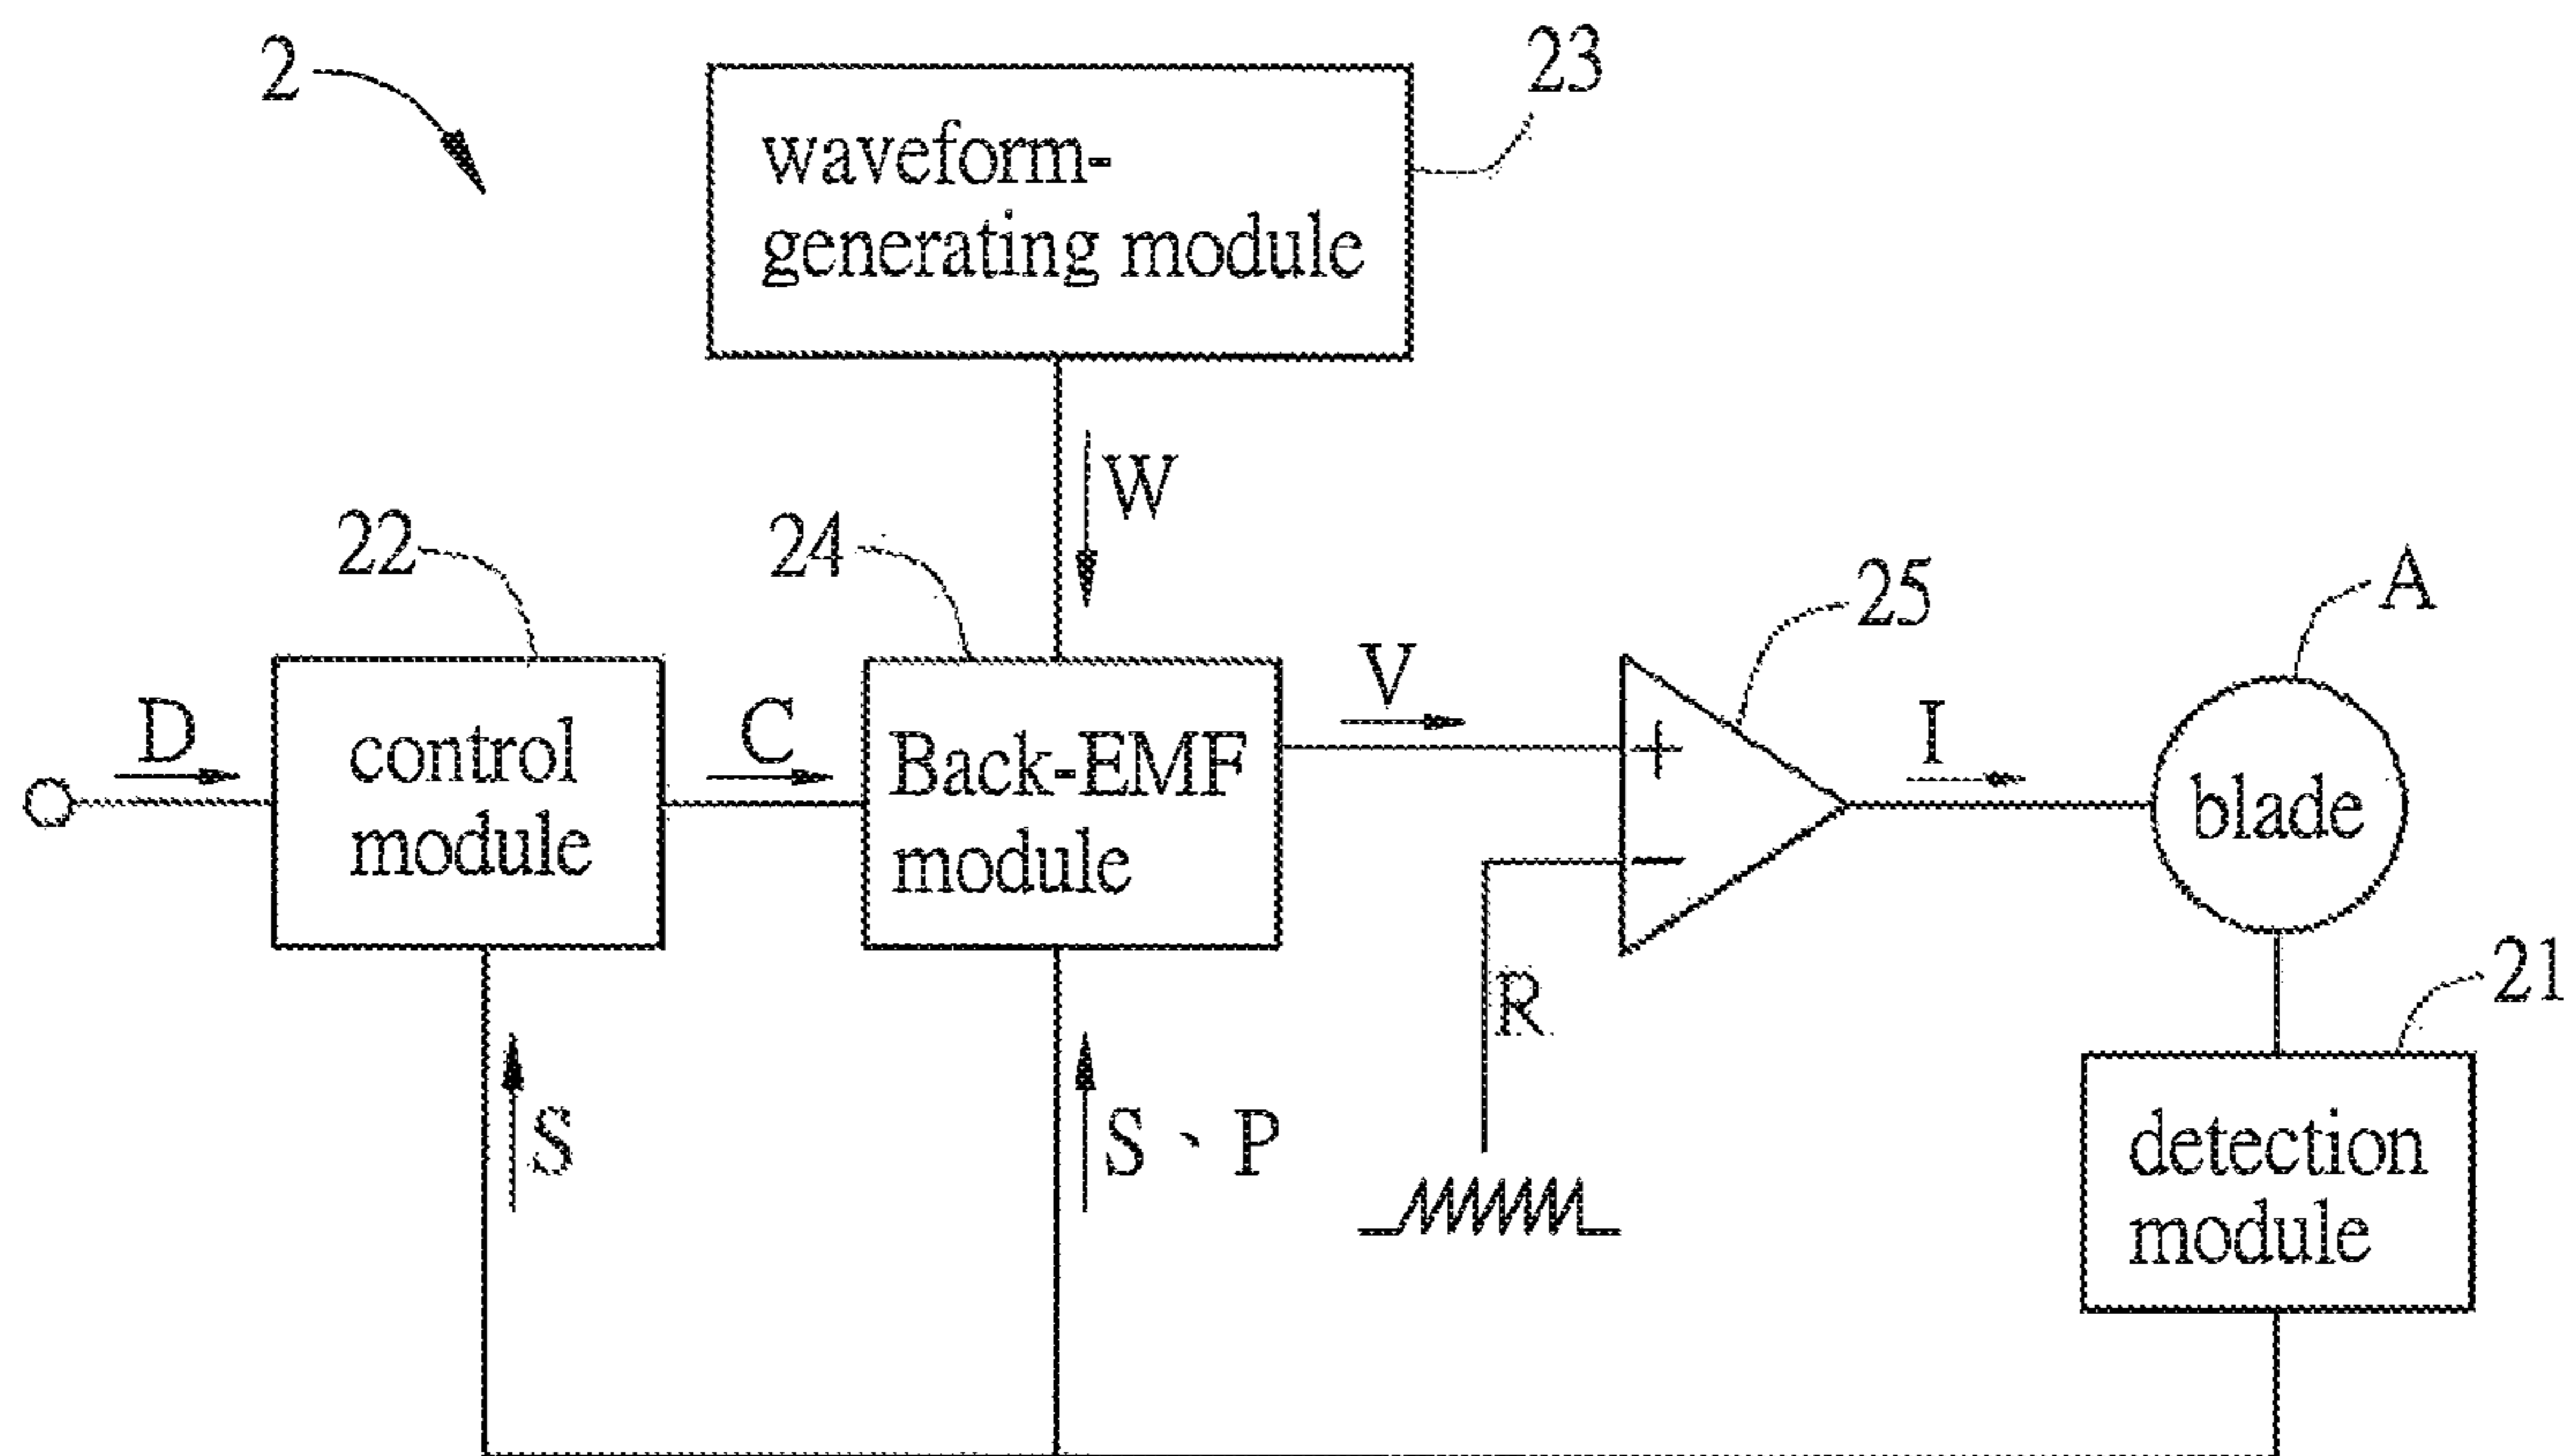 2
23
waveform-
generating module
W
22
24
25
A
D
control
module
C
Back-EMF
module
V
+
−
I
blade
R
21
S
S、P
detection
module